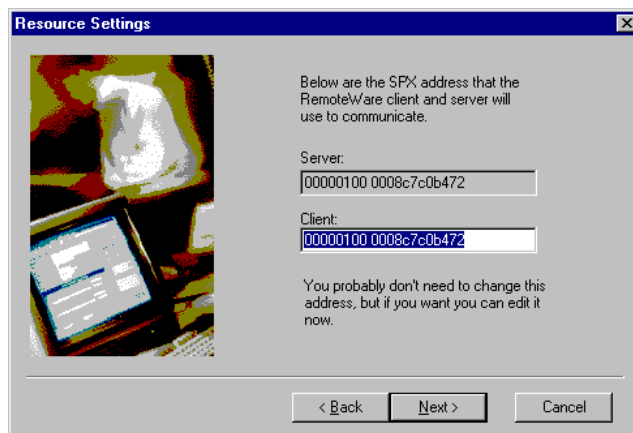 Resource Settings
Below are the SPX address that the
RemoteWare client and server will
use to communicate.
Server:
00000100 0008c7c0b472
Client:
00000100 0008c7c0b472
You probably don't need to change this
address, but if you want you can edit it
now.
< Back
Next >
Cancel